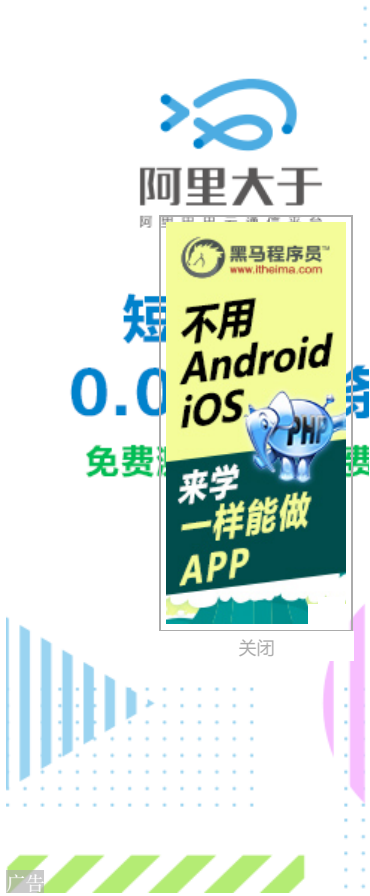 阿里大于
黑马程序员™
www.itheima.com
短
不用
Android
iOS
0.0
条
PHP
免费
费
来学
一样能做
APP
关闭
广告